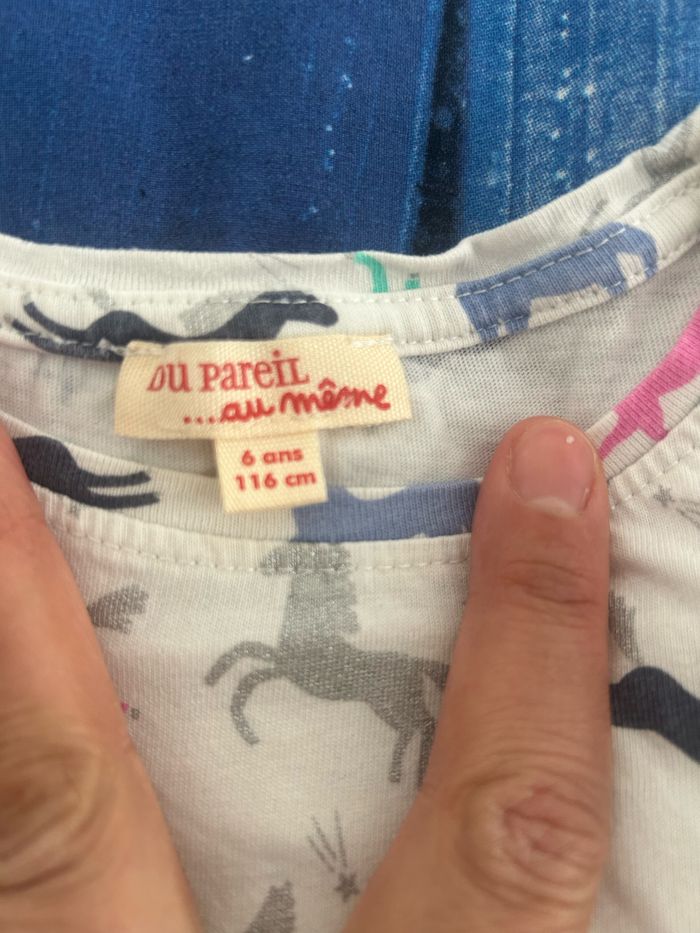 DU PAREIL
....au même
6 ans
116 cm